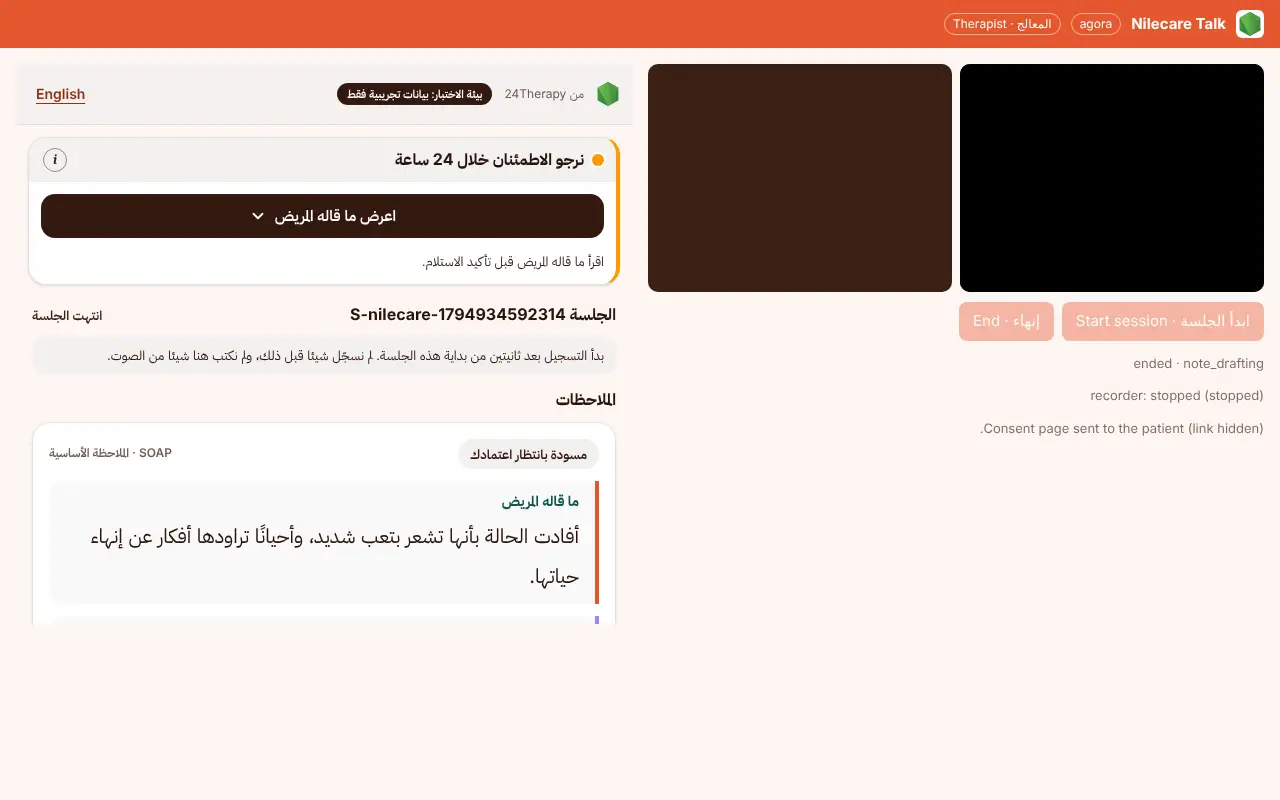 Nilecare Talk
agora
Therapist · المعالج
من 24Therapy
بيئة الاختبار: بيانات تجريبية فقط
English
نرجو الاطمئنان خلال 24 ساعة
i
اعرض ما قاله المريض
اقرأ ما قاله المريض قبل تأكيد الاستلام.
الجلسة S-nilecare-1794934592314
انتهت الجلسة
بدأ التسجيل بعد ثانيتين من بداية هذه الجلسة. لم نسجّل شيئا قبل ذلك، ولم نكتب هنا شيئا من الصوت.
الملاحظات
مسودة بانتظار اعتمادك
SOAP · الملاحظة الأساسية
ما قاله المريض
أفادت الحالة بأنها تشعر بتعب شديد، وأحيانًا تراودها أفكار عن إنهاء
حياتها.
ابدأ الجلسة · Start session
إنهاء · End
ended · note_drafting
recorder: stopped (stopped)
Consent page sent to the patient (link hidden).